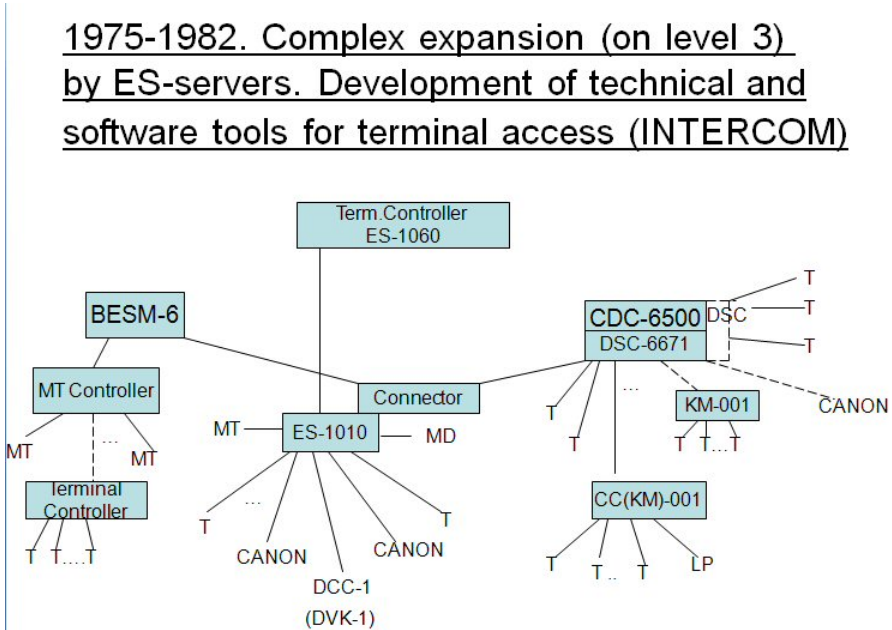 1975-1982. Complex expansion (on level 3)
by ES-servers. Development of technical and
software tools for terminal access (INTERCOM)
Term.Controller
ES-1060
BESM-6
CDC-6500
DSC
DSC-6671
T
T
T
MT Controller
Connector
KM-001
CANON
MT
...
MT
MT
ES-1010
MD
T
T
...
T
T...T
Terminal
Controller
T
T....T
T
...
CANON
DCC-1
(DVK-1)
CANON
T
CC(KM)-001
T
T..
T
LP